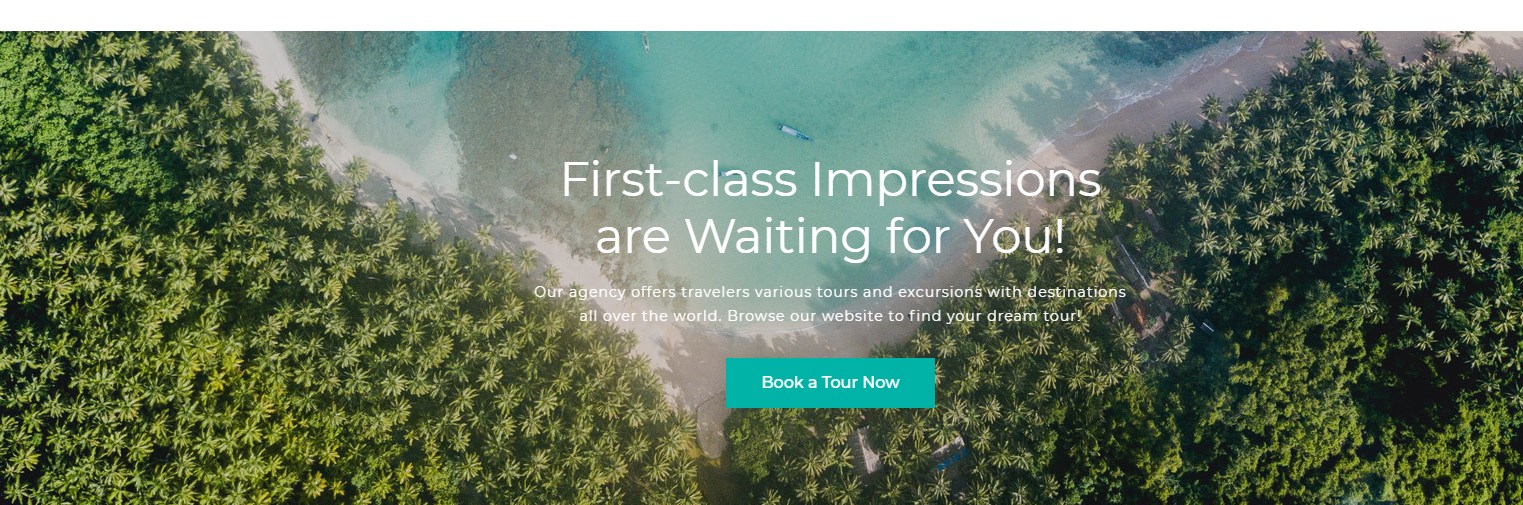 First-class Impressions
are Waiting for You!
Our agency offers travelers various tours and excursions with destinations
all over the world. Browse our website to find your dream tour!
Book a Tour Now